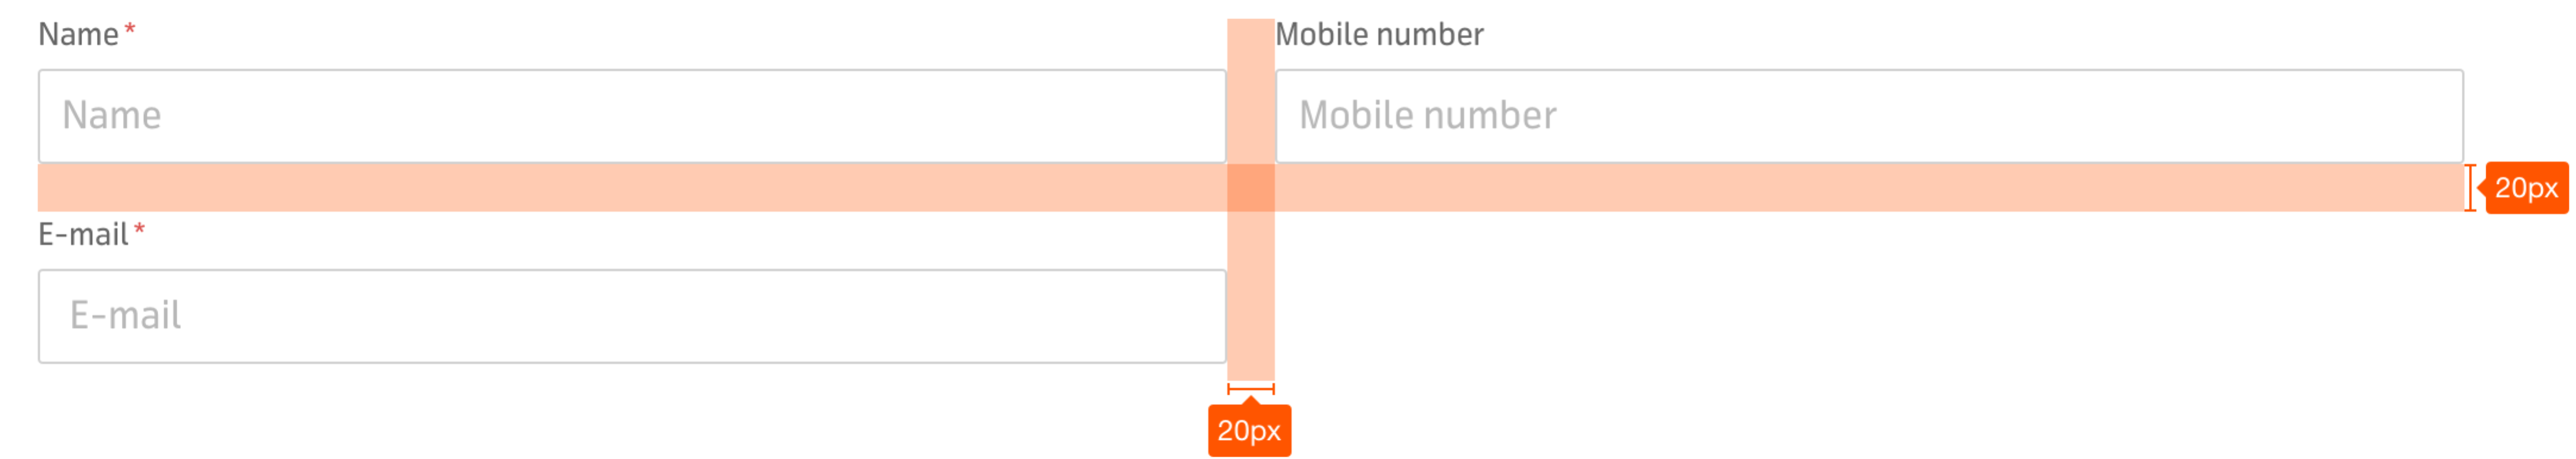 Name *
Mobile number
Name
Mobile number
20px
E-mail *
E-mail
20px